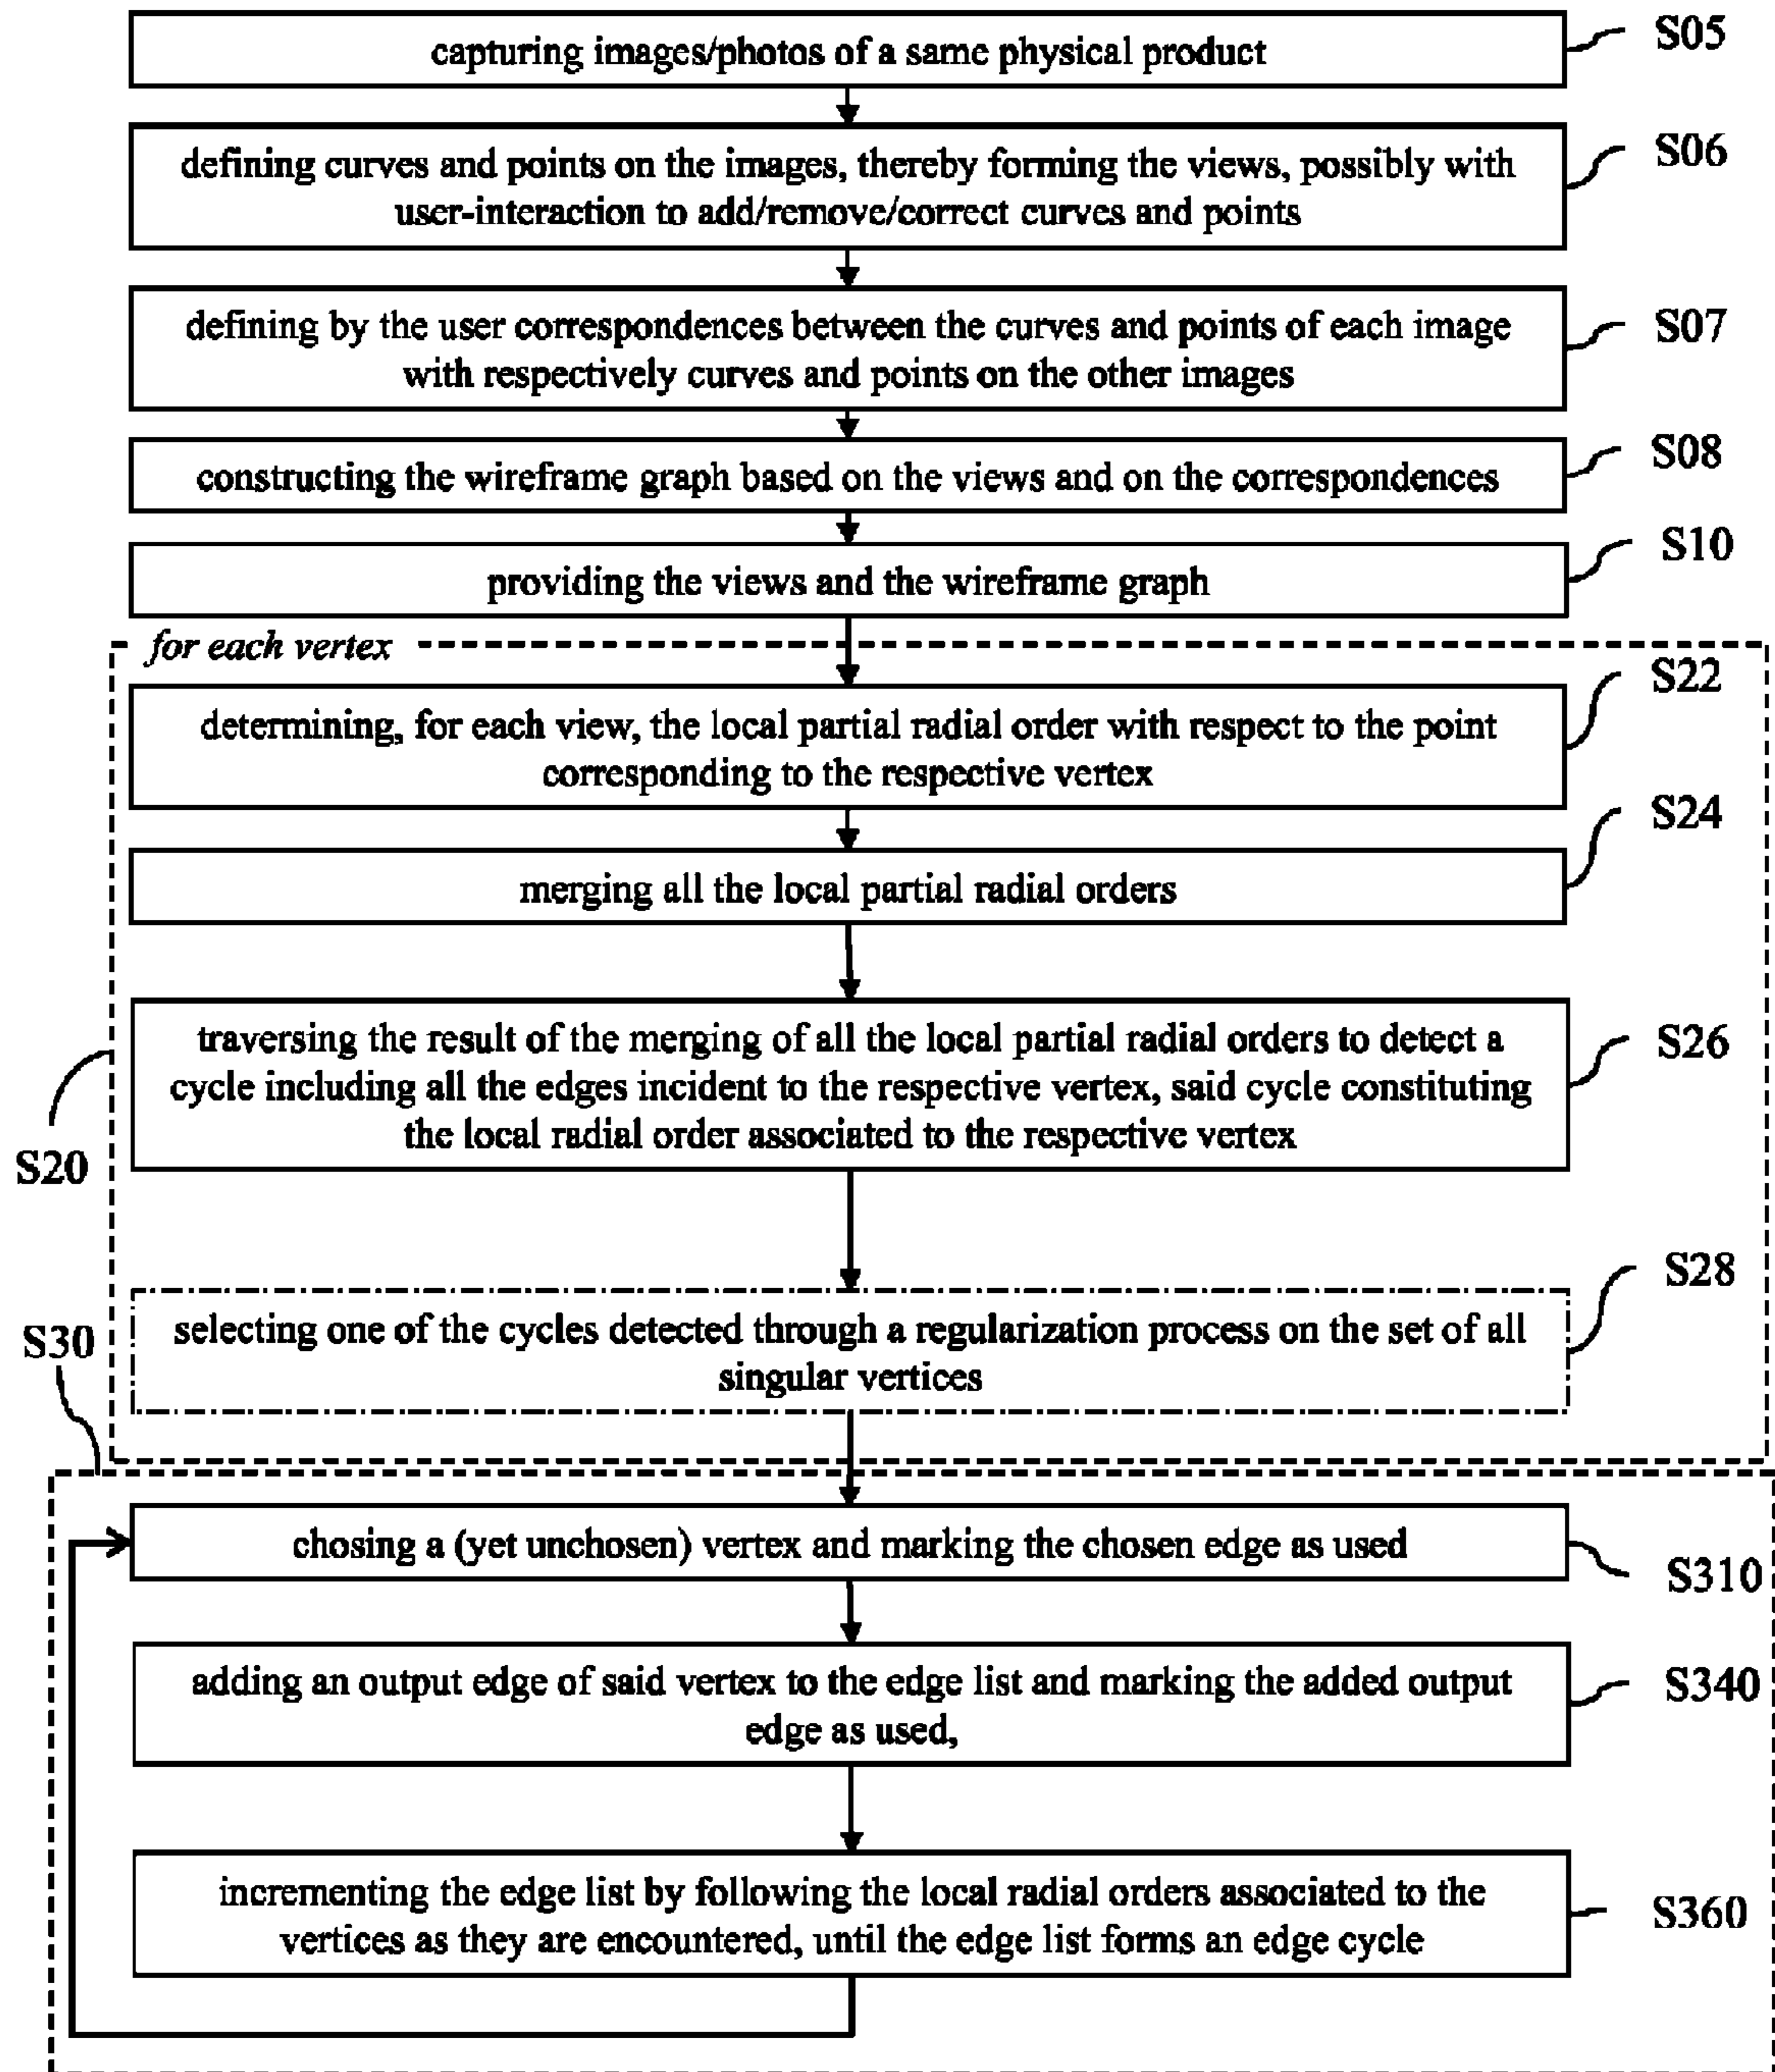 capturing images/photos of a same physical product
S05
defining curves and points on the images, thereby forming the views, possibly with
user-interaction to add/remove/correct curves and points
S06
defining by the user correspondences between the curves and points of each image
with respectively curves and points on the other images
S07
constructing the wireframe graph based on the views and on the correspondences
S08
providing the views and the wireframe graph
S10
for each vertex
determining, for each view, the local partial radial order with respect to the point
corresponding to the respective vertex
S22
merging all the local partial radial orders
S24
traversing the result of the merging of all the local partial radial orders to detect a
cycle including all the edges incident to the respective vertex, said cycle constituting
the local radial order associated to the respective vertex
S26
S20
selecting one of the cycles detected through a regularization process on the set of all
singular vertices
S28
S30
chosing a (yet unchosen) vertex and marking the chosen edge as used
S310
adding an output edge of said vertex to the edge list and marking the added output
edge as used,
S340
incrementing the edge list by following the local radial orders associated to the
vertices as they are encountered, until the edge list forms an edge cycle
S360